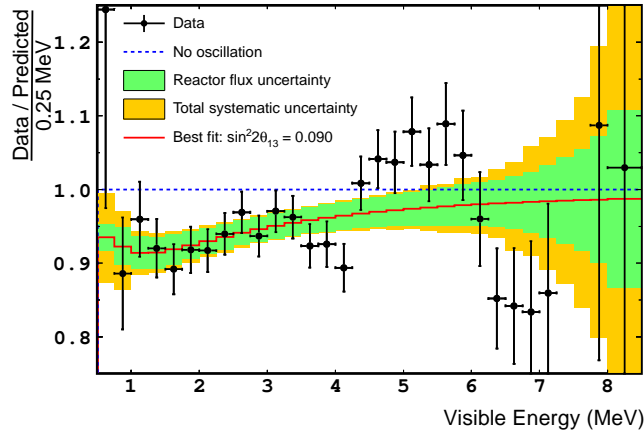 Data / Predicted
0.25 MeV
1.2
1.1
1.0
0.9
0.8
Data
No oscillation
Reactor flux uncertainty
Total systematic uncertainty
Best fit: sin²2θ₁₃ = 0.090
1 2 3 4 5 6 7 8
Visible Energy (MeV)